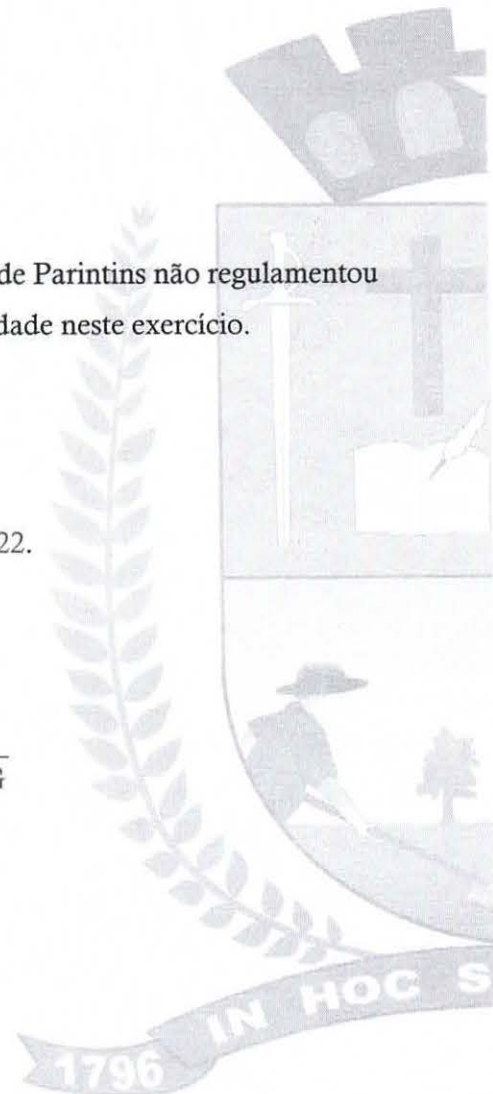 de Parintins não regulamentou
dade neste exercício.
22.
G
IN HOC S
1796